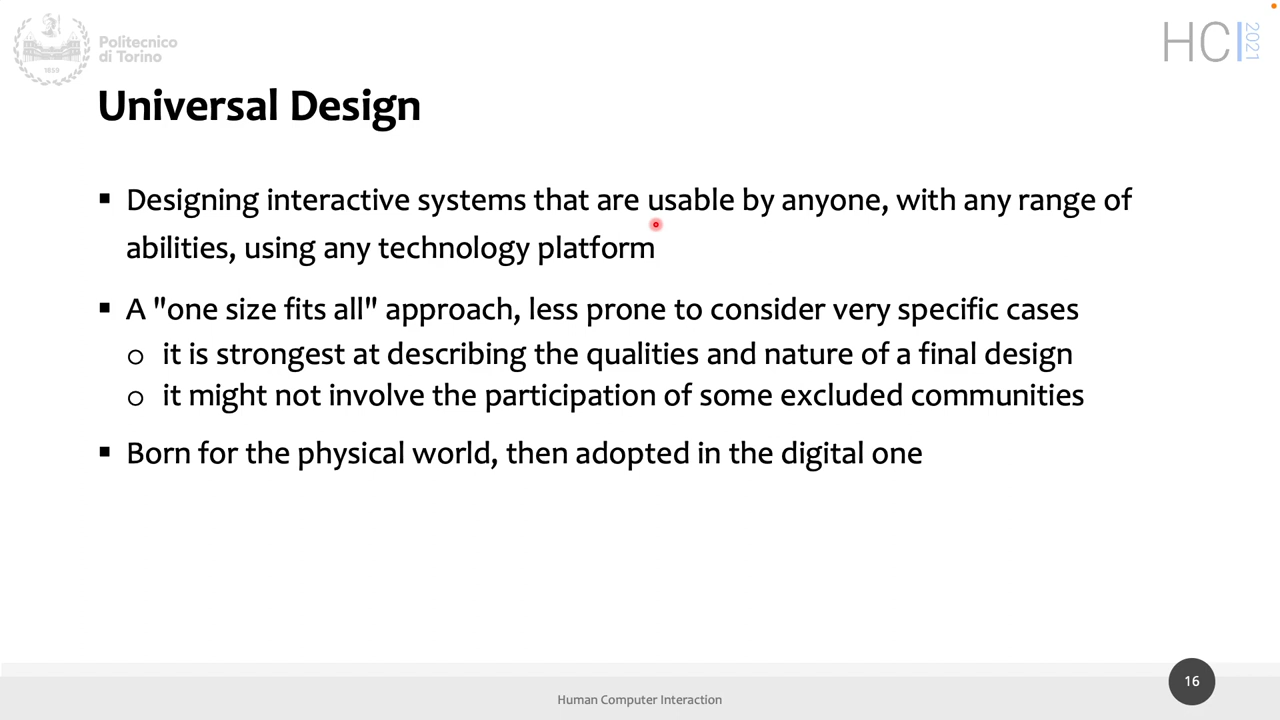 Politecnico
di Torino
1859
HCI 2021
Universal Design
▪ Designing interactive systems that are usable by anyone, with any range of
abilities, using any technology platform
▪ A "one size fits all" approach, less prone to consider very specific cases
o it is strongest at describing the qualities and nature of a final design
o it might not involve the participation of some excluded communities
▪ Born for the physical world, then adopted in the digital one
Human Computer Interaction
16